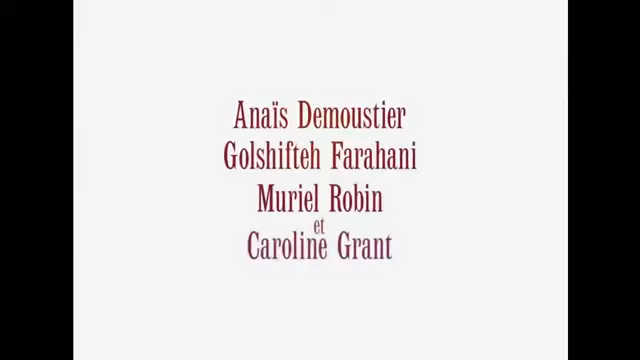 Anaïs Demoustier
Golshifteh Farahani
Muriel Robin
et
Caroline Grant